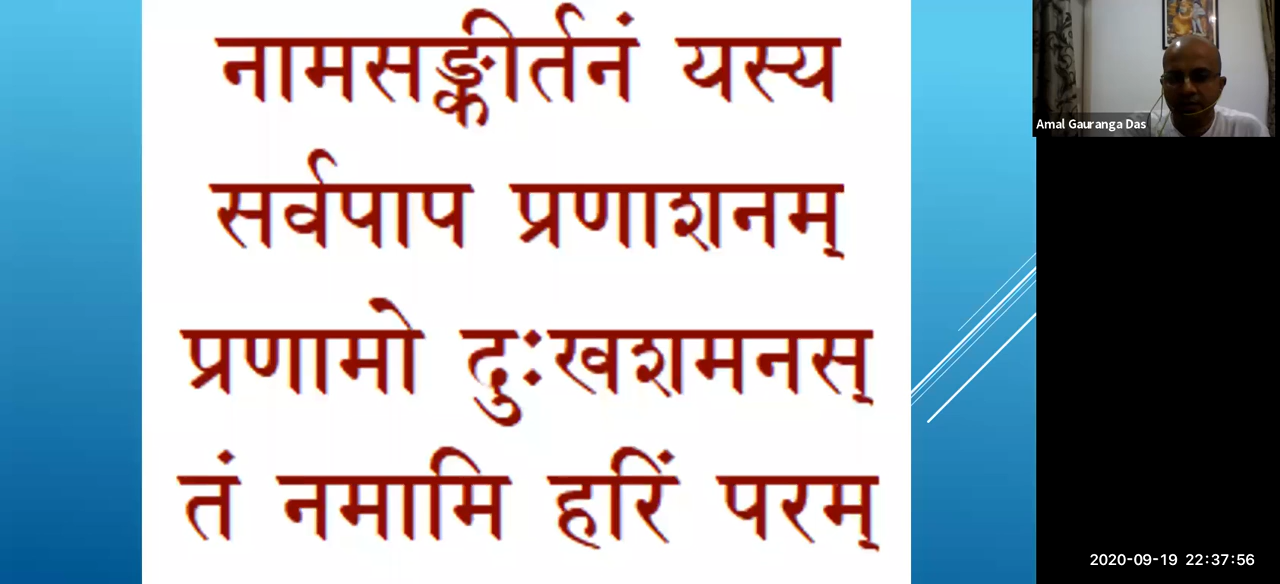 नामसङ्कीर्तनं यस्य
सर्वपाप प्रणाशनम्
प्रणामो दुःखशमनस्
तं नमामि हरिं परम्
Amal Gauranga Das
2020-09-19 22:37:56